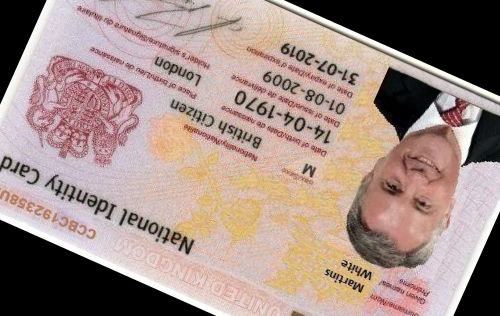 UNITED KINGDOM
National Identity Card
Surname/Nom
White
Given names/
Prénoms
Martins
Sex/Sexe
M
Nationality/Nationalité
British Citizen
Date of birth/Date de naissance
14-04-1970
Place of birth/Lieu de naissance
London
Date of issue/Date de délivrance
01-08-2009
Date of expiry/Date d'expiration
31-07-2019
Holder's signature/Signature du titulaire